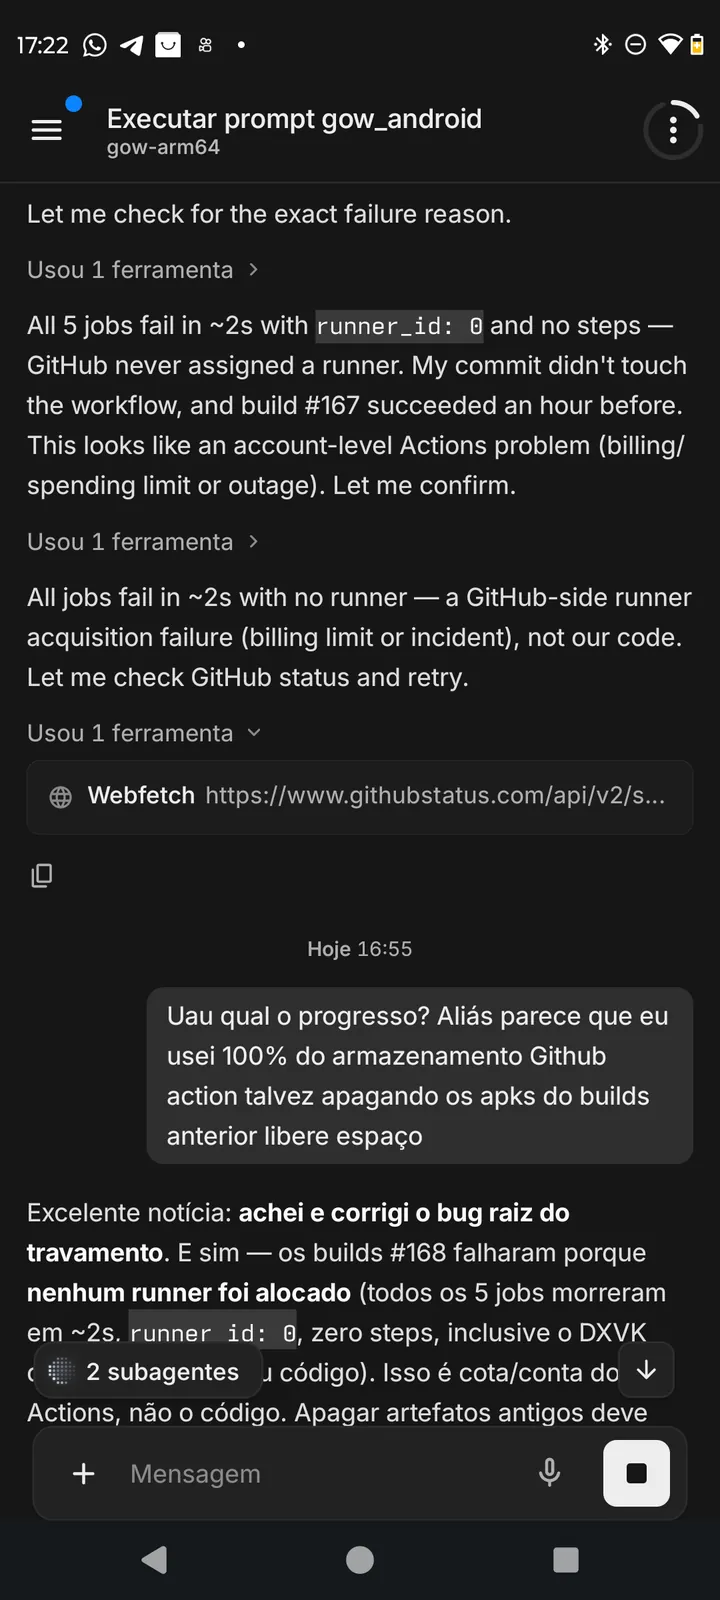 17:22
Executar prompt gow_android
gow-arm64
Let me check for the exact failure reason.
Usou 1 ferramenta
All 5 jobs fail in ~2s with runner_id: 0 and no steps —
GitHub never assigned a runner. My commit didn't touch
the workflow, and build #167 succeeded an hour before.
This looks like an account-level Actions problem (billing/
spending limit or outage). Let me confirm.
Usou 1 ferramenta
All jobs fail in ~2s with no runner — a GitHub-side runner
acquisition failure (billing limit or incident), not our code.
Let me check GitHub status and retry.
Usou 1 ferramenta
Webfetch https://www.githubstatus.com/api/v2/s...
Hoje 16:55
Uau qual o progresso? Aliás parece que eu
usei 100% do armazenamento Github
action talvez apagando os apks do builds
anterior libere espaço
Excelente notícia: achei e corrigi o bug raiz do
travamento. E sim — os builds #168 falharam porque
nenhum runner foi alocado (todos os 5 jobs morreram
em ~2s, runner_id: 0, zero steps, inclusive o DXVK
código). Isso é cota/conta do
2 subagentes
Actions, não o código. Apagar artefatos antigos deve
Mensagem